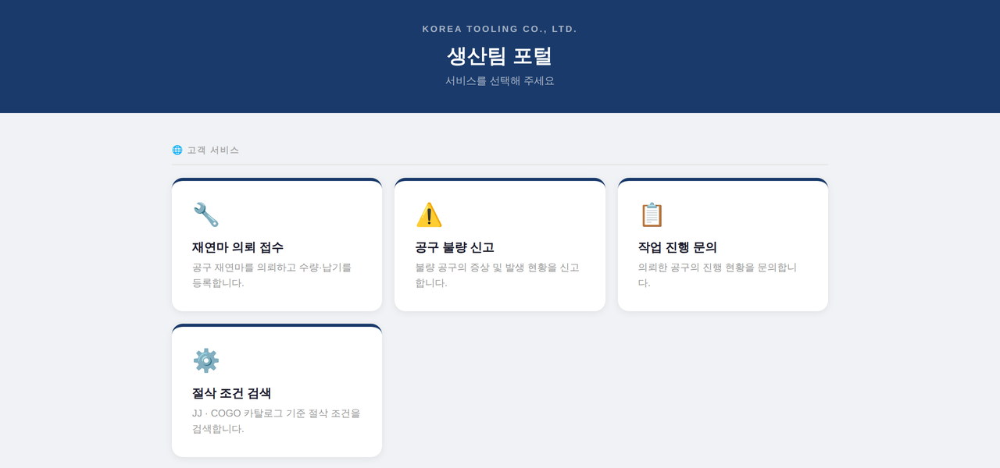 KOREA TOOLING CO., LTD.
생산팀 포털
서비스를 선택해 주세요
🌐 고객 서비스
재연마 의뢰 접수
공구 재연마를 의뢰하고 수량·납기를
등록합니다.
공구 불량 신고
불량 공구의 증상 및 발생 현황을 신고
합니다.
작업 진행 문의
의뢰한 공구의 진행 현황을 문의합니
다.
절삭 조건 검색
JJ · COGO 카탈로그 기준 절삭 조건을
검색합니다.